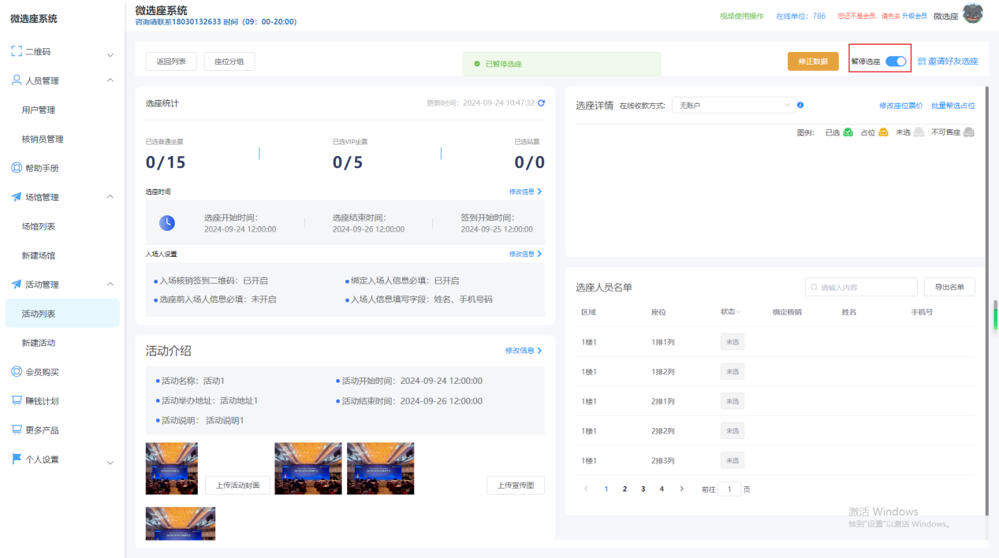 微选座系统
二维码
人员管理
用户管理
核销员管理
帮助手册
场馆管理
场馆列表
新建场馆
活动管理
活动列表
新建活动
会员购买
赚钱计划
更多产品
个人设置
微选座系统
咨询请联系18030132633 时间（09：00-20:00)
视频使用操作 在线单位：786 您还不是会员，请先去 升级会员 微选座
返回列表 座位分组 已暂停选座 修正数据 暂停选座 邀请好友选座
选座统计 更新时间：2024-09-24 10:47:32
已选普通坐票 已选VIP坐票 已选站票
0/15 0/5 0/0
选座时间 修改信息
选座开始时间： 选座结束时间： 签到开始时间：
2024-09-24 12:00:00 2024-09-26 12:00:00 2024-09-25 12:00:00
入场人设置 修改信息
入场核销签到二维码：已开启 绑定入场人信息必填：已开启
选座前入场人信息必填：未开启 入场人信息填写字段：姓名、手机号码
活动介绍 修改信息
活动名称：活动1 活动开始时间：2024-09-24 12:00:00
活动举办地址：活动地址1 活动结束时间：2024-09-26 12:00:00
活动说明： 活动说明1
上传活动封面 上传宣传图
选座详情 在线收款方式: 无账户 修改座位票价 批量帮选占位
图例： 已选 占位 未选 不可售座
选座人员名单 请输入内容 导出名单
区域 座位 状态 绑定核销 姓名 手机号
1楼1 1排1列 未选
1楼1 1排2列 未选
1楼1 2排1列 未选
1楼1 2排2列 未选
1楼1 2排3列 未选
1 2 3 4 前往 1 页
激活 Windows
转到"设置"以激活 Windows。